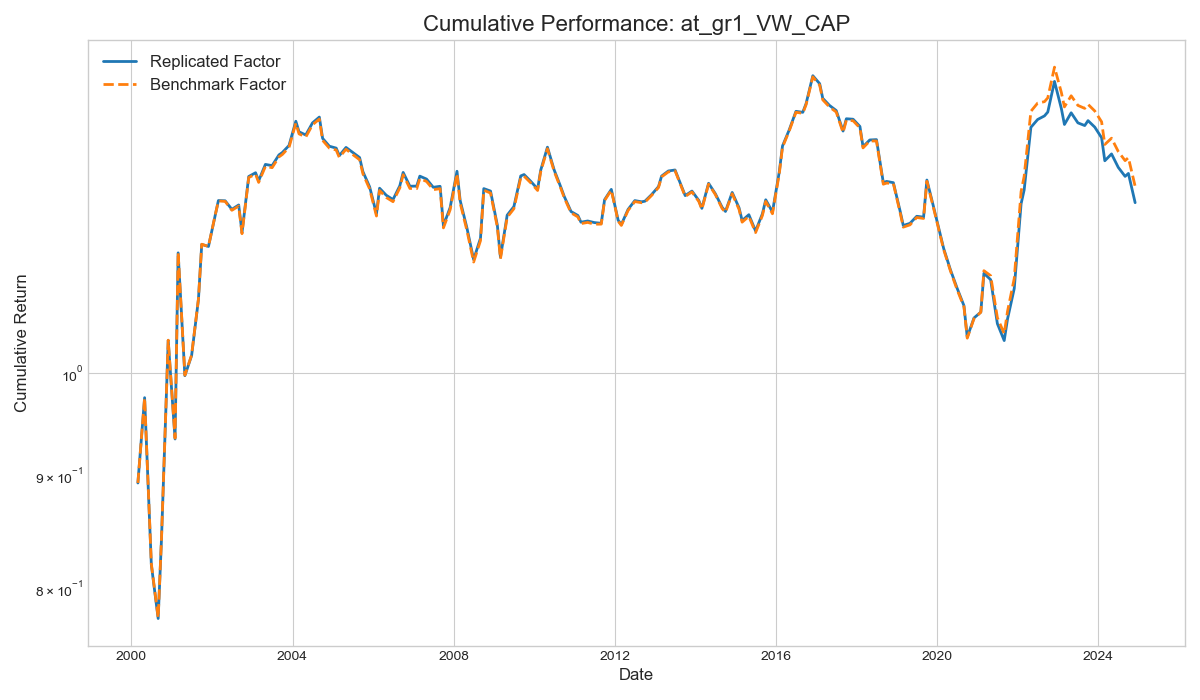 Cumulative Performance: at_gr1_VW_CAP
Replicated Factor
Benchmark Factor
Cumulative Return
10⁰
9 × 10⁻¹
8 × 10⁻¹
2000 2004 2008 2012 2016 2020 2024
Date